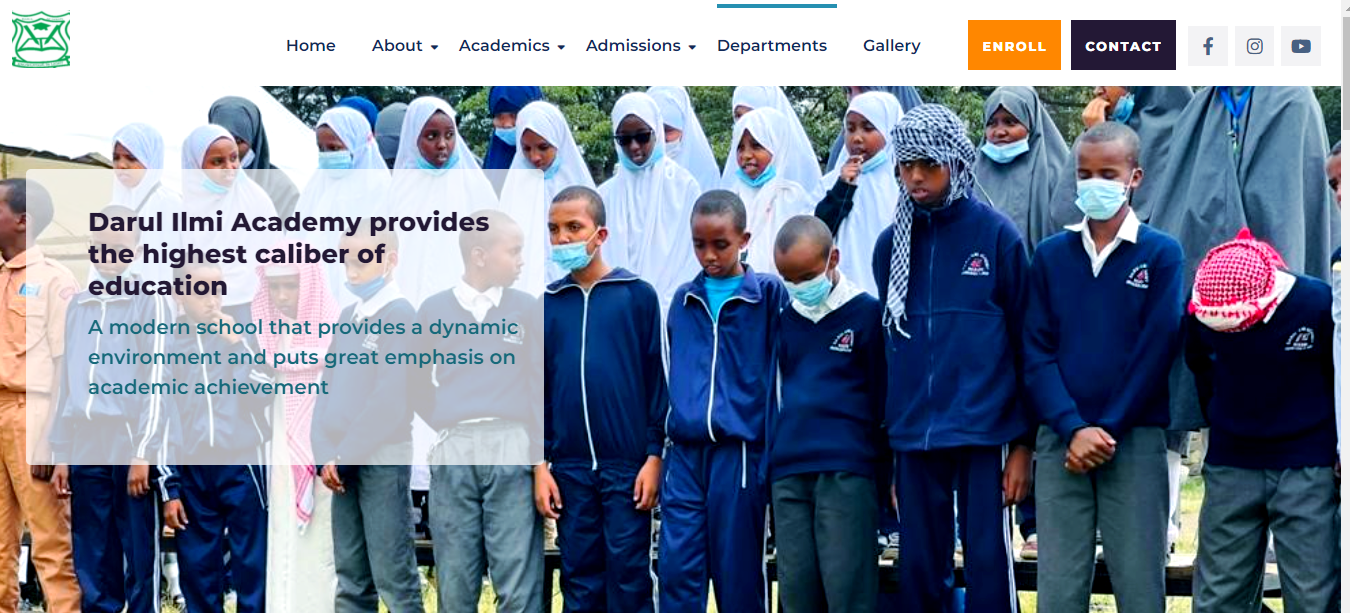 Home
About
Academics
Admissions
Departments
Gallery
ENROLL
CONTACT
Darul Ilmi Academy provides
the highest caliber of
education
A modern school that provides a dynamic
environment and puts great emphasis on
academic achievement